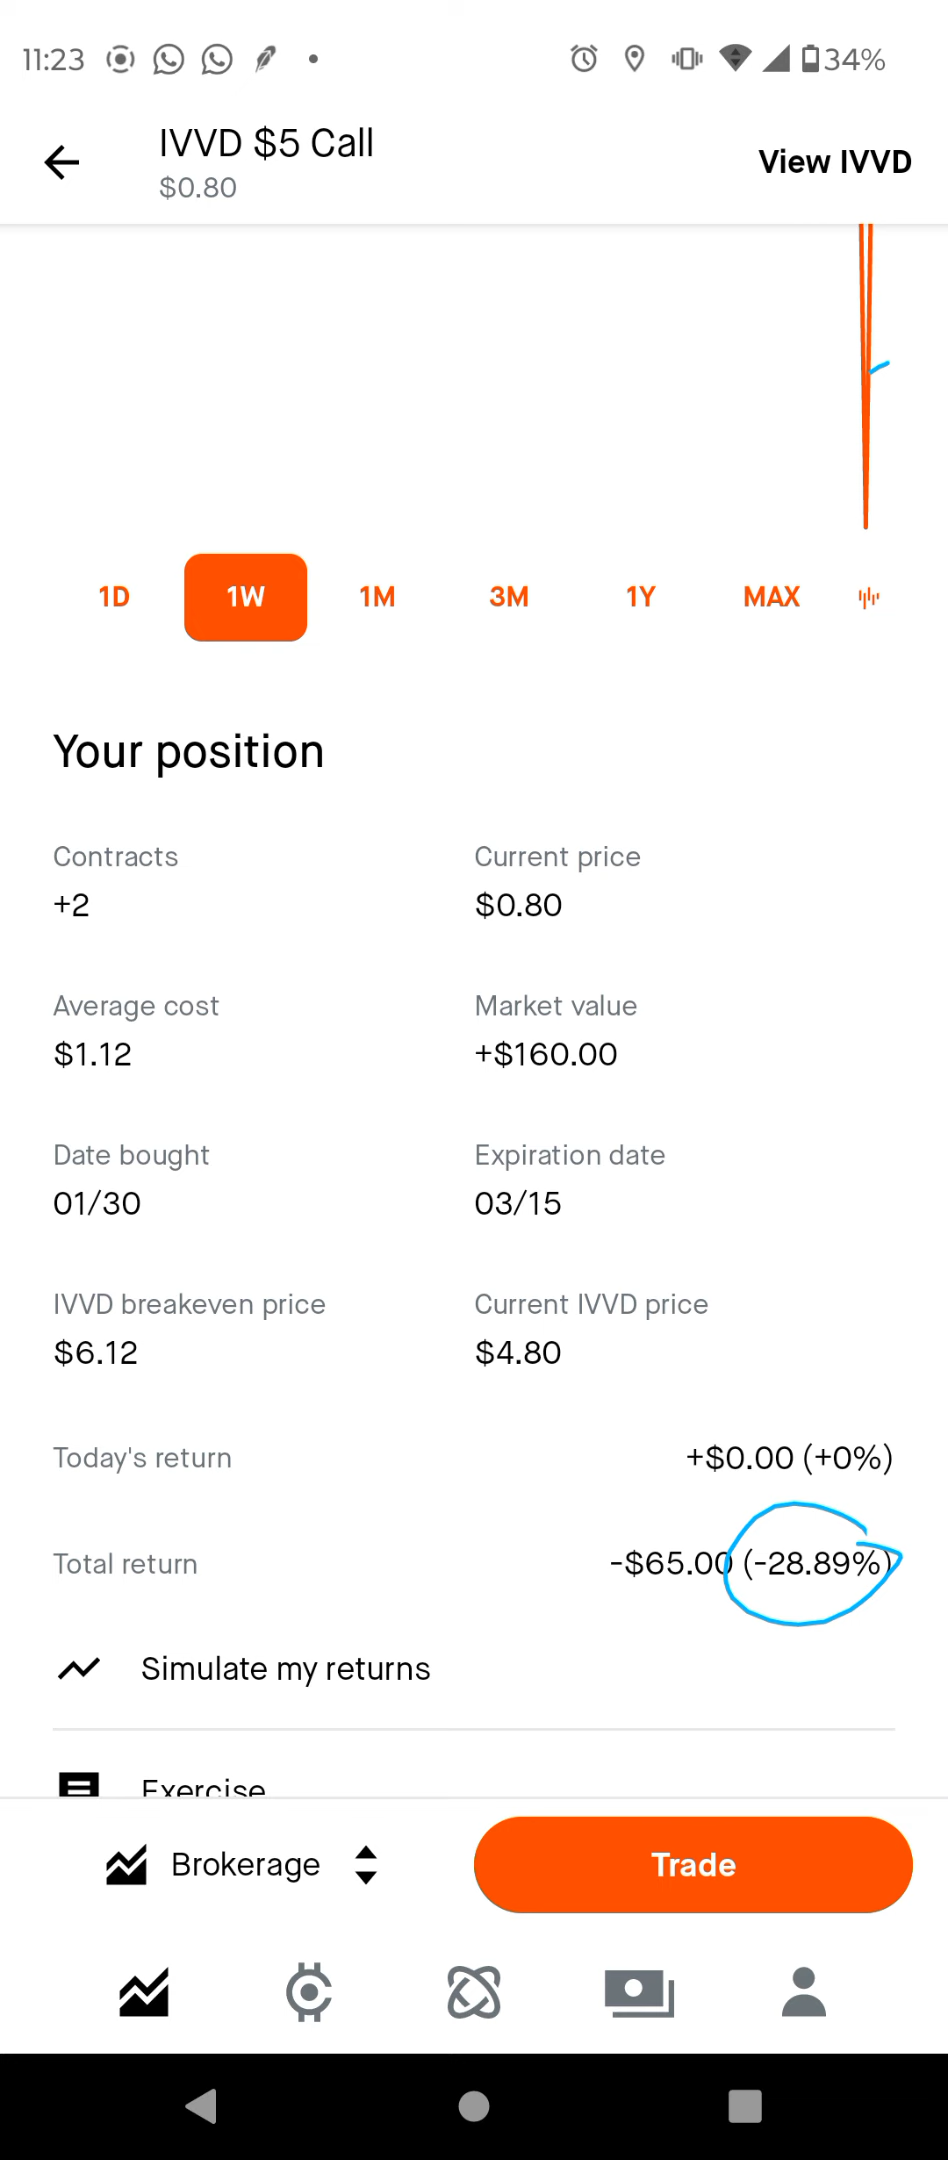 11:23 34%
IVVD $5 Call
$0.80
View IVVD
1D 1W 1M 3M 1Y MAX
Your position
Contracts Current price
+2 $0.80
Average cost Market value
$1.12 +$160.00
Date bought Expiration date
01/30 03/15
IVVD breakeven price Current IVVD price
$6.12 $4.80
Today's return +$0.00 (+0%)
Total return -$65.00 (-28.89%)
Simulate my returns
Exercise
Brokerage Trade